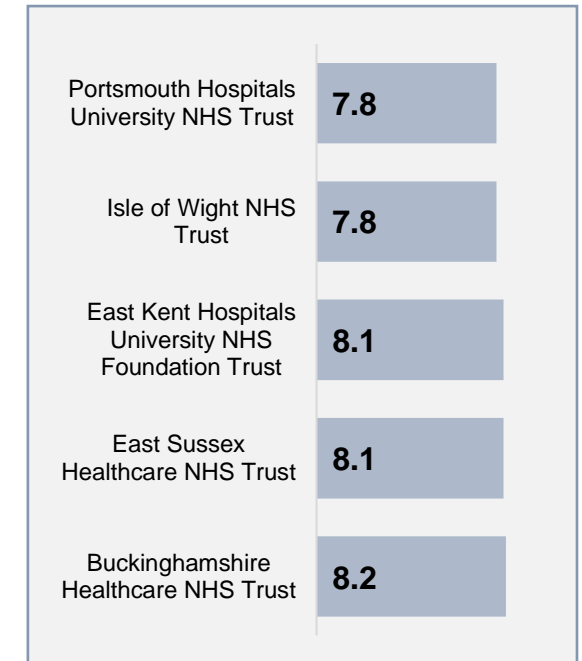 Portsmouth Hospitals
University NHS Trust
7.8
Isle of Wight NHS
Trust
7.8
East Kent Hospitals
University NHS
Foundation Trust
8.1
East Sussex
Healthcare NHS Trust
8.1
Buckinghamshire
Healthcare NHS Trust
8.2